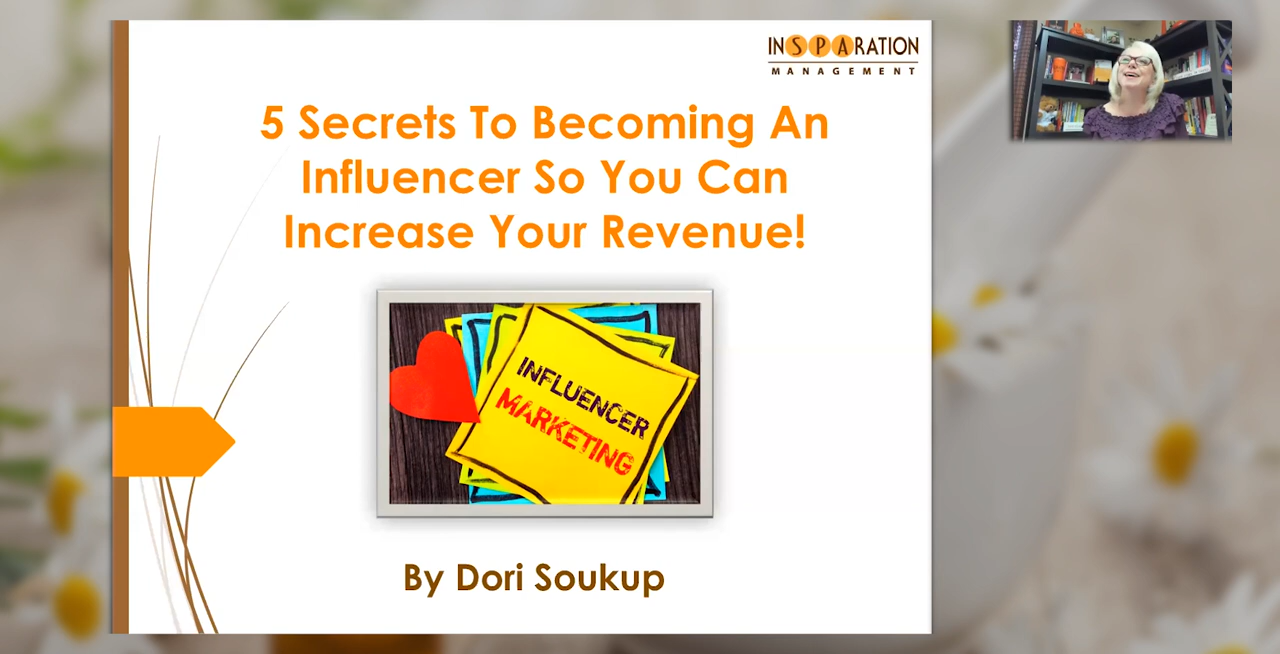 INSPARATION
MANAGEMENT
5 Secrets To Becoming An
Influencer So You Can
Increase Your Revenue!
INFLUENCER
MARKETING
By Dori Soukup